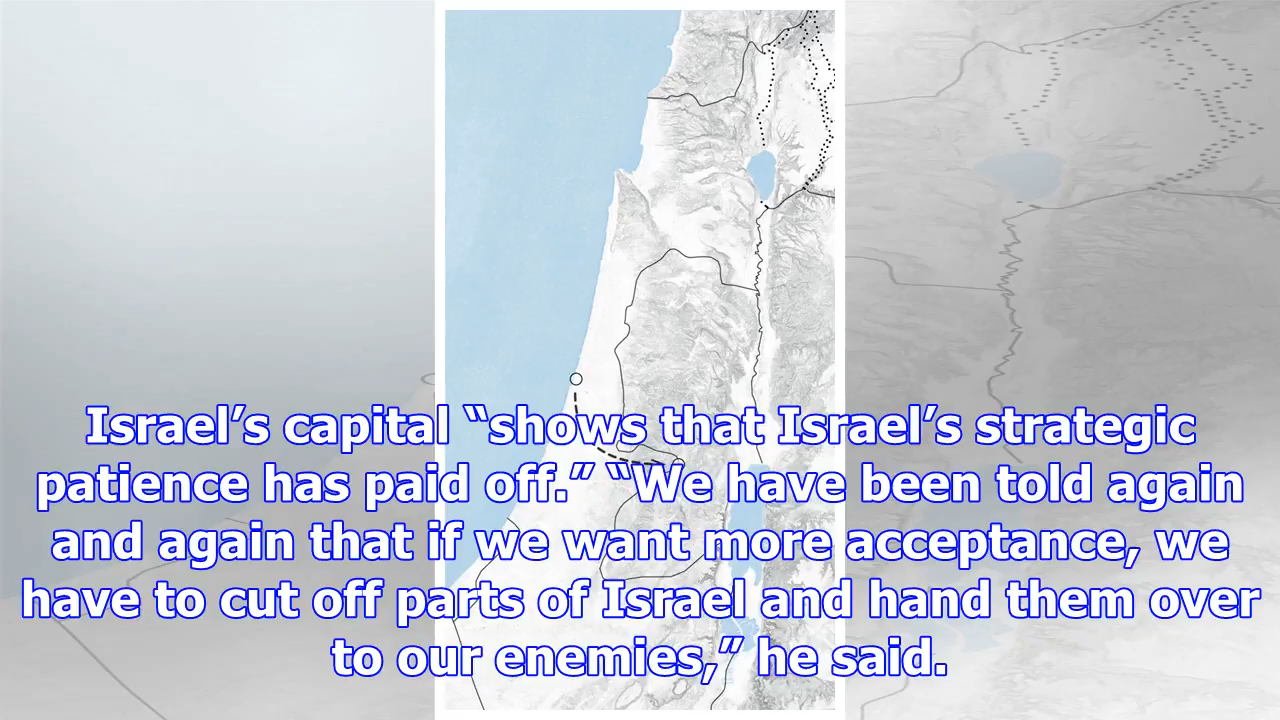 Israel’s capital “shows that Israel’s strategic
patience has paid off.” “We have been told again
and again that if we want more acceptance, we
have to cut off parts of Israel and hand them over
to our enemies,” he said.